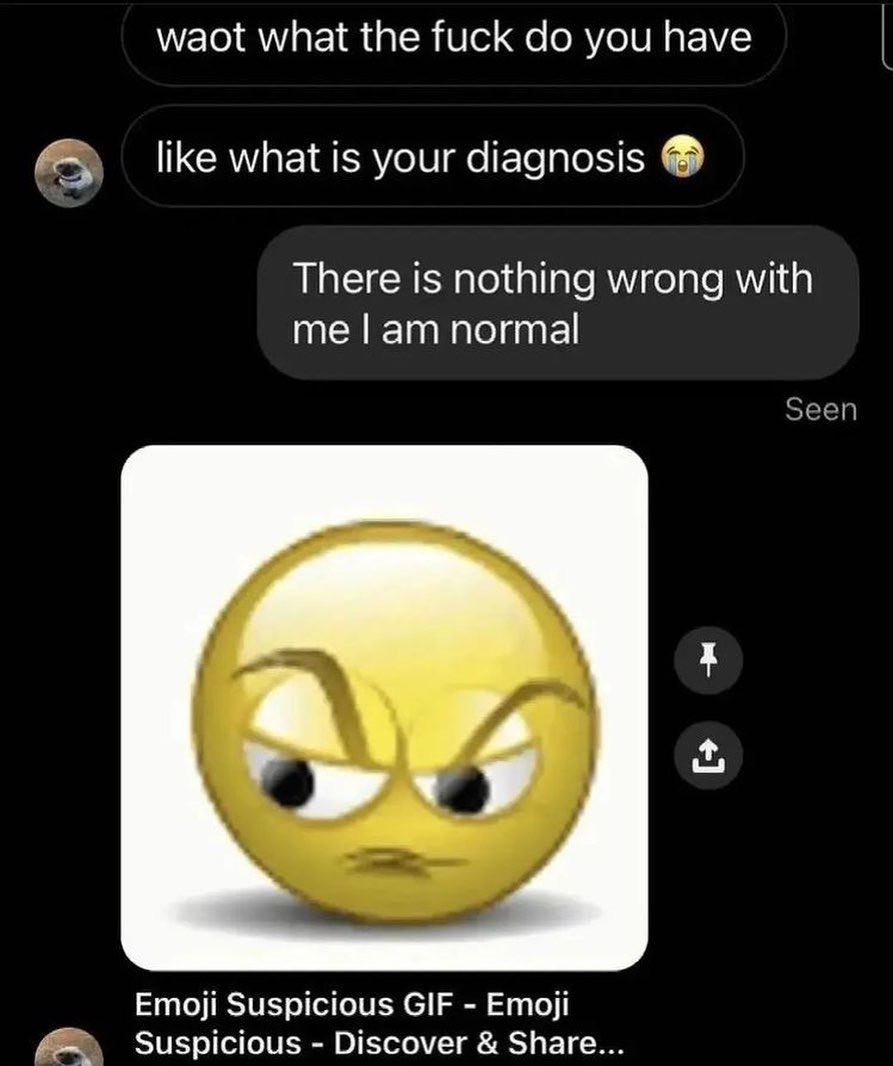 waot what the fuck do you have
like what is your diagnosis 😭
There is nothing wrong with
me I am normal
Seen
Emoji Suspicious GIF - Emoji
Suspicious - Discover & Share...